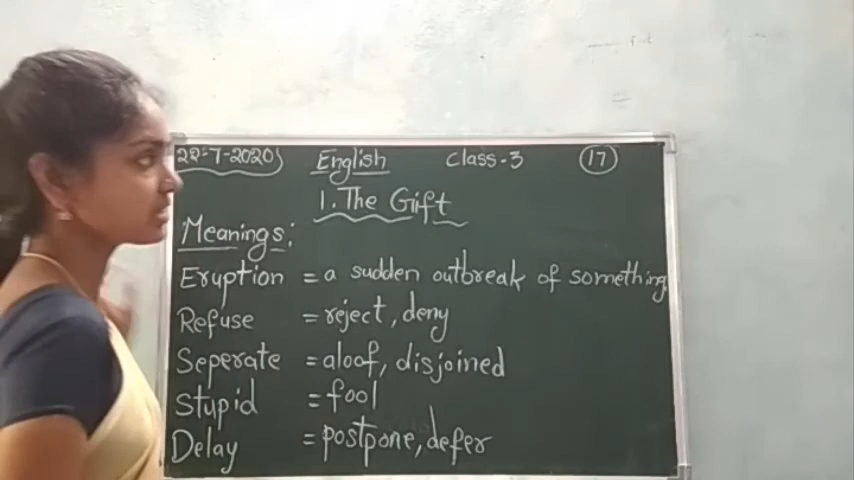 22-7-2020 English Class-3 17
1. The Gift
Meanings:
Eruption = a sudden outbreak of something
Refuse = reject, deny
Seperate = aloof, disjoined
Stupid = fool
Delay = postpone, defer